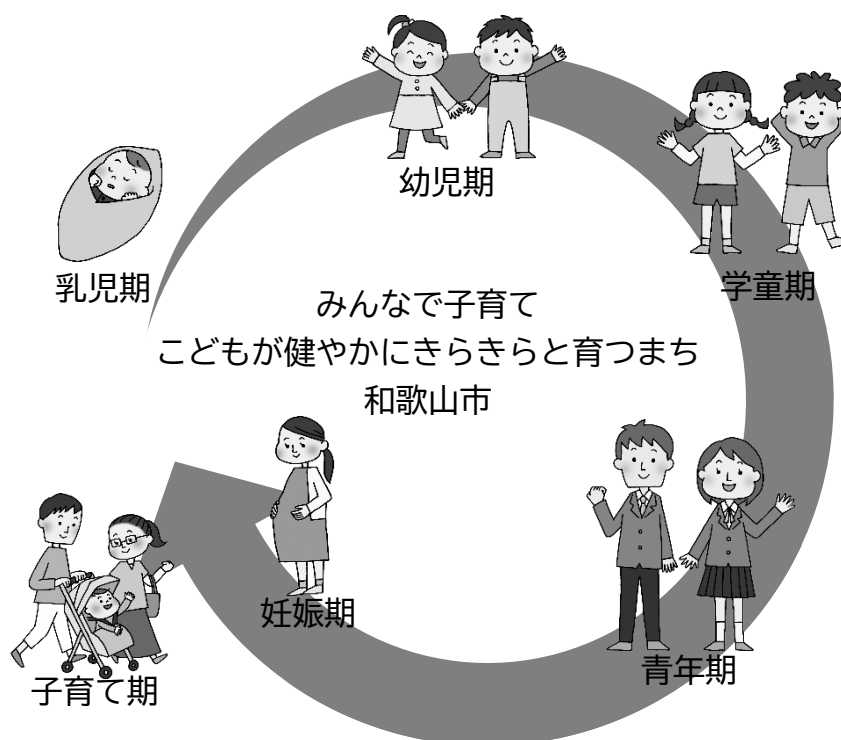 幼児期
学童期
乳児期
みんなで子育て
こどもが健やかにきらきらと育つまち
和歌山市
妊娠期
青年期
子育て期